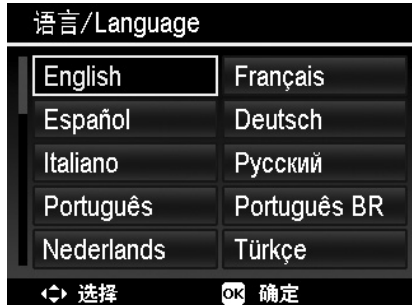 语言/Language
English Français
Español Deutsch
Italiano Русский
Português Português BR
Nederlands Türkçe
选择 OK 确定